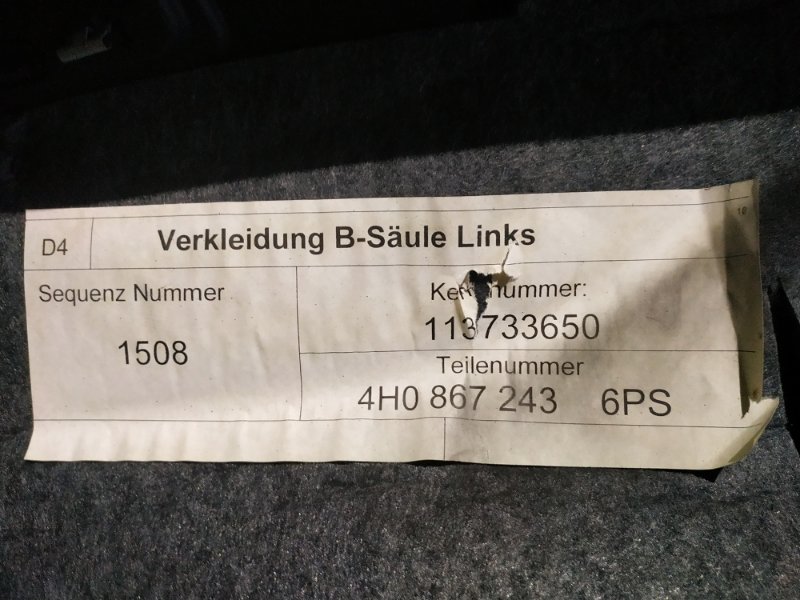 D4 Verkleidung B-Säule Links
Sequenz Nummer
1508
113733650
Teilenummer
4H0 867 243 6PS